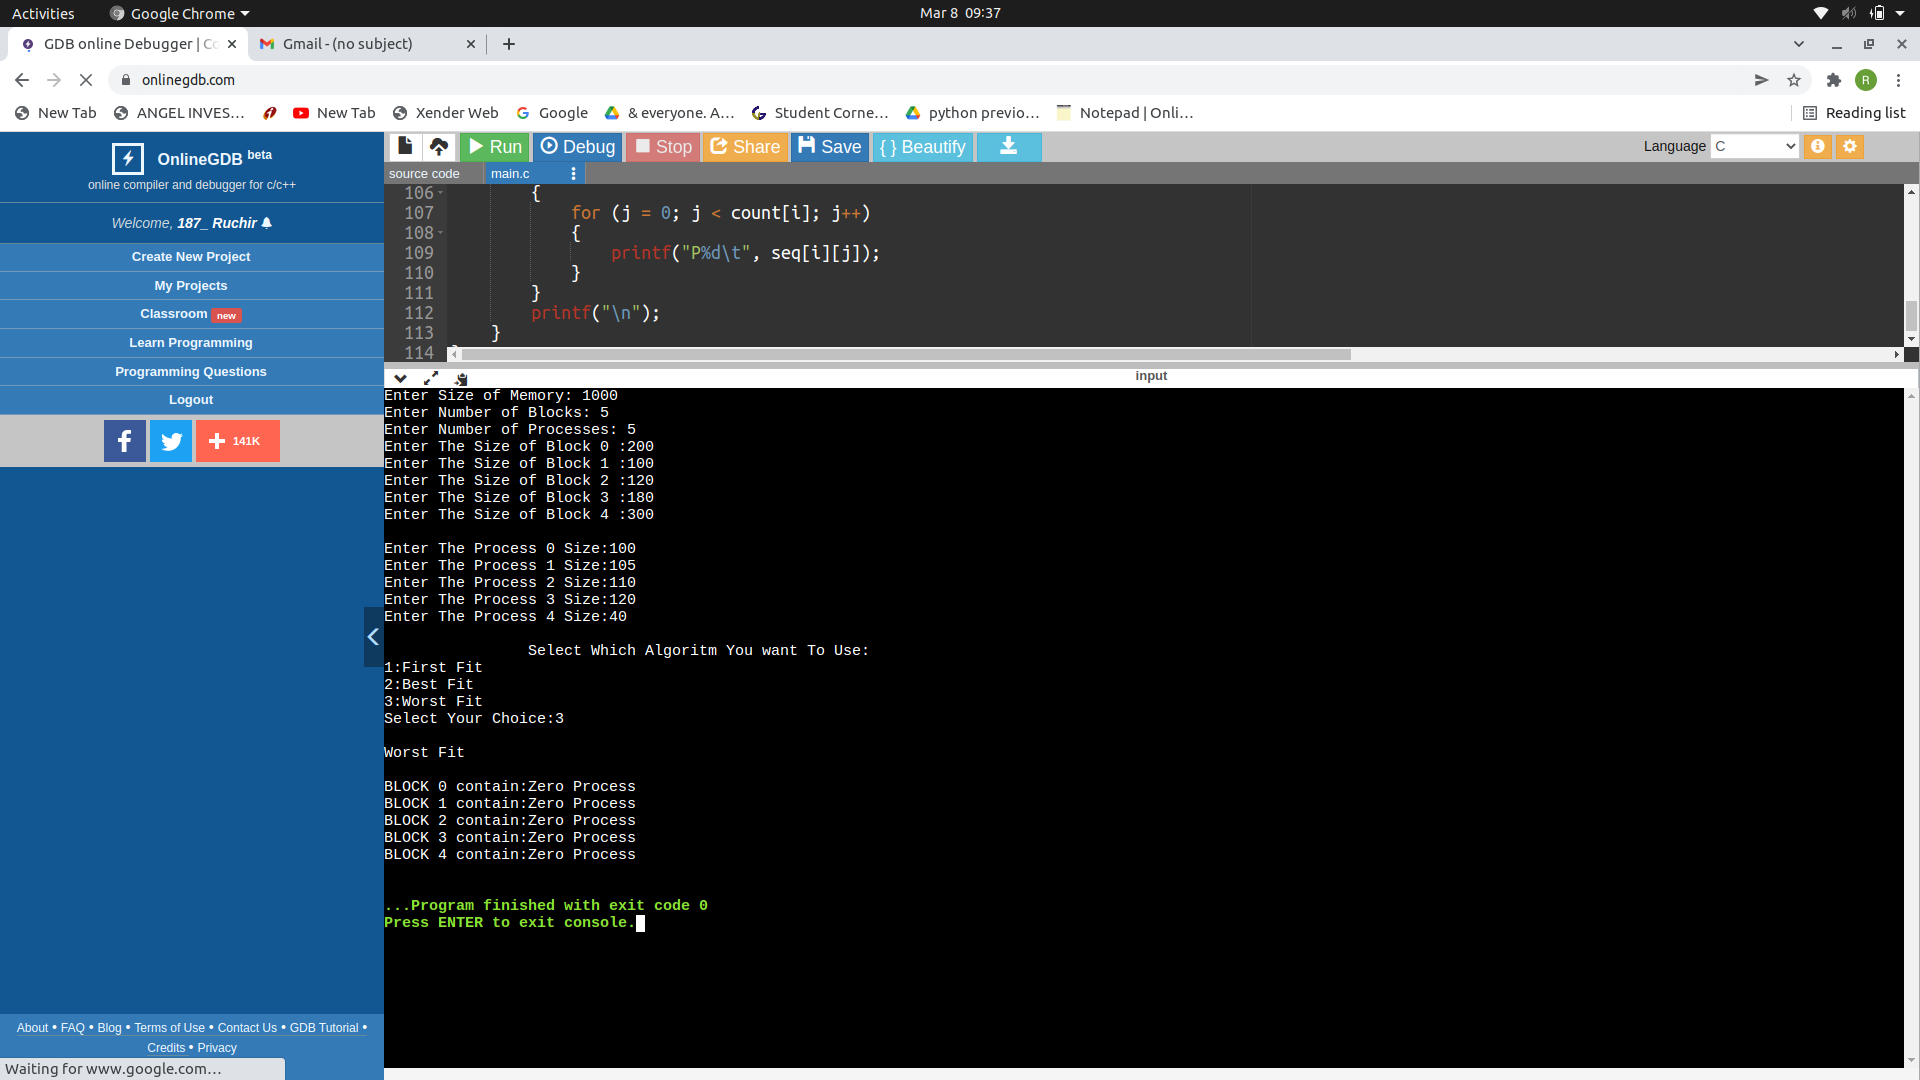 Activities Google Chrome Mar 8 09:37
GDB online Debugger | Co Gmail - (no subject)
onlinegdb.com R
New Tab ANGEL INVES… New Tab Xender Web Google & everyone. A… Student Corne… python previo… Notepad | Onli… Reading list
OnlineGDB beta
online compiler and debugger for c/c++
Welcome, 187_ Ruchir
Create New Project
My Projects
Classroom new
Learn Programming
Programming Questions
Logout
141K
Run Debug Stop Share Save { } Beautify Language C
source code main.c
106 {
107 for (j = 0; j < count[i]; j++)
108 {
109 printf("P%d\t", seq[i][j]);
110 }
111 }
112 printf("\n");
113 }
114
input
Enter Size of Memory: 1000
Enter Number of Blocks: 5
Enter Number of Processes: 5
Enter The Size of Block 0 :200
Enter The Size of Block 1 :100
Enter The Size of Block 2 :120
Enter The Size of Block 3 :180
Enter The Size of Block 4 :300
Enter The Process 0 Size:100
Enter The Process 1 Size:105
Enter The Process 2 Size:110
Enter The Process 3 Size:120
Enter The Process 4 Size:40
Select Which Algoritm You want To Use:
1:First Fit
2:Best Fit
3:Worst Fit
Select Your Choice:3
Worst Fit
BLOCK 0 contain:Zero Process
BLOCK 1 contain:Zero Process
BLOCK 2 contain:Zero Process
BLOCK 3 contain:Zero Process
BLOCK 4 contain:Zero Process
...Program finished with exit code 0
Press ENTER to exit console.
About • FAQ • Blog • Terms of Use • Contact Us • GDB Tutorial •
Credits • Privacy
Waiting for www.google.com…